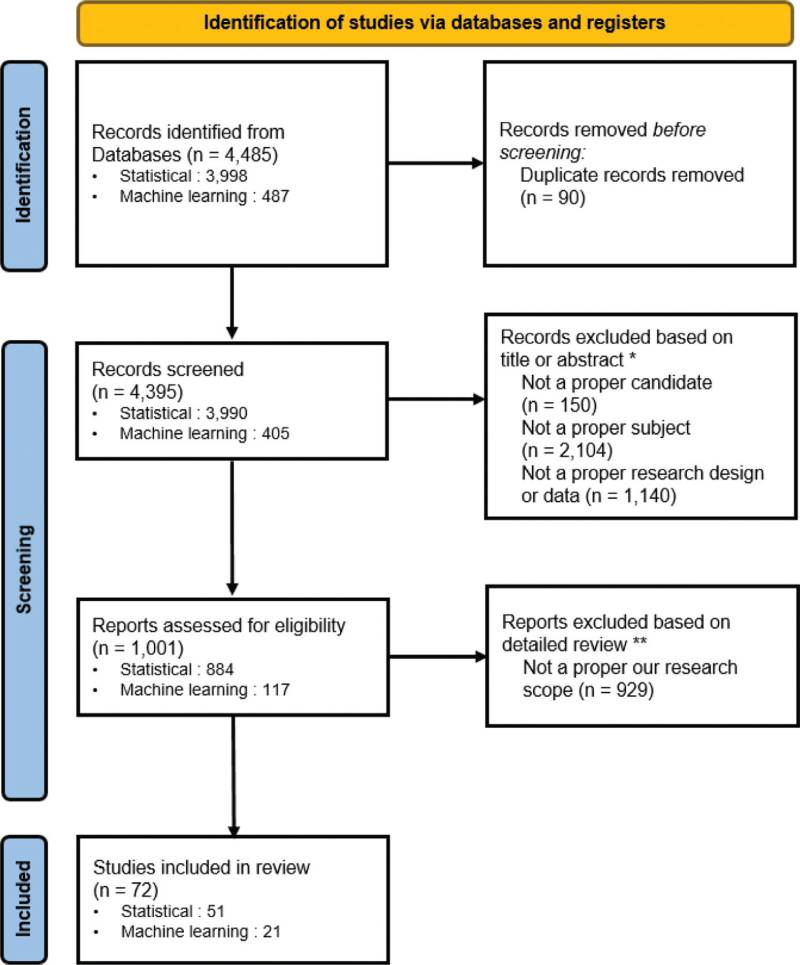 Identification of studies via databases and registers
Identification
Records identified from
Databases (n = 4,485)
• Statistical : 3,998
• Machine learning : 487
Records removed before
screening:
Duplicate records removed
(n = 90)
Screening
Records screened
(n = 4,395)
• Statistical : 3,990
• Machine learning : 405
Records excluded based on
title or abstract *
Not a proper candidate
(n = 150)
Not a proper subject
(n = 2,104)
Not a proper research design
or data (n = 1,140)
Reports assessed for eligibility
(n = 1,001)
• Statistical : 884
• Machine learning : 117
Reports excluded based on
detailed review **
Not a proper our research
scope (n = 929)
Included
Studies included in review
(n = 72)
• Statistical : 51
• Machine learning : 21